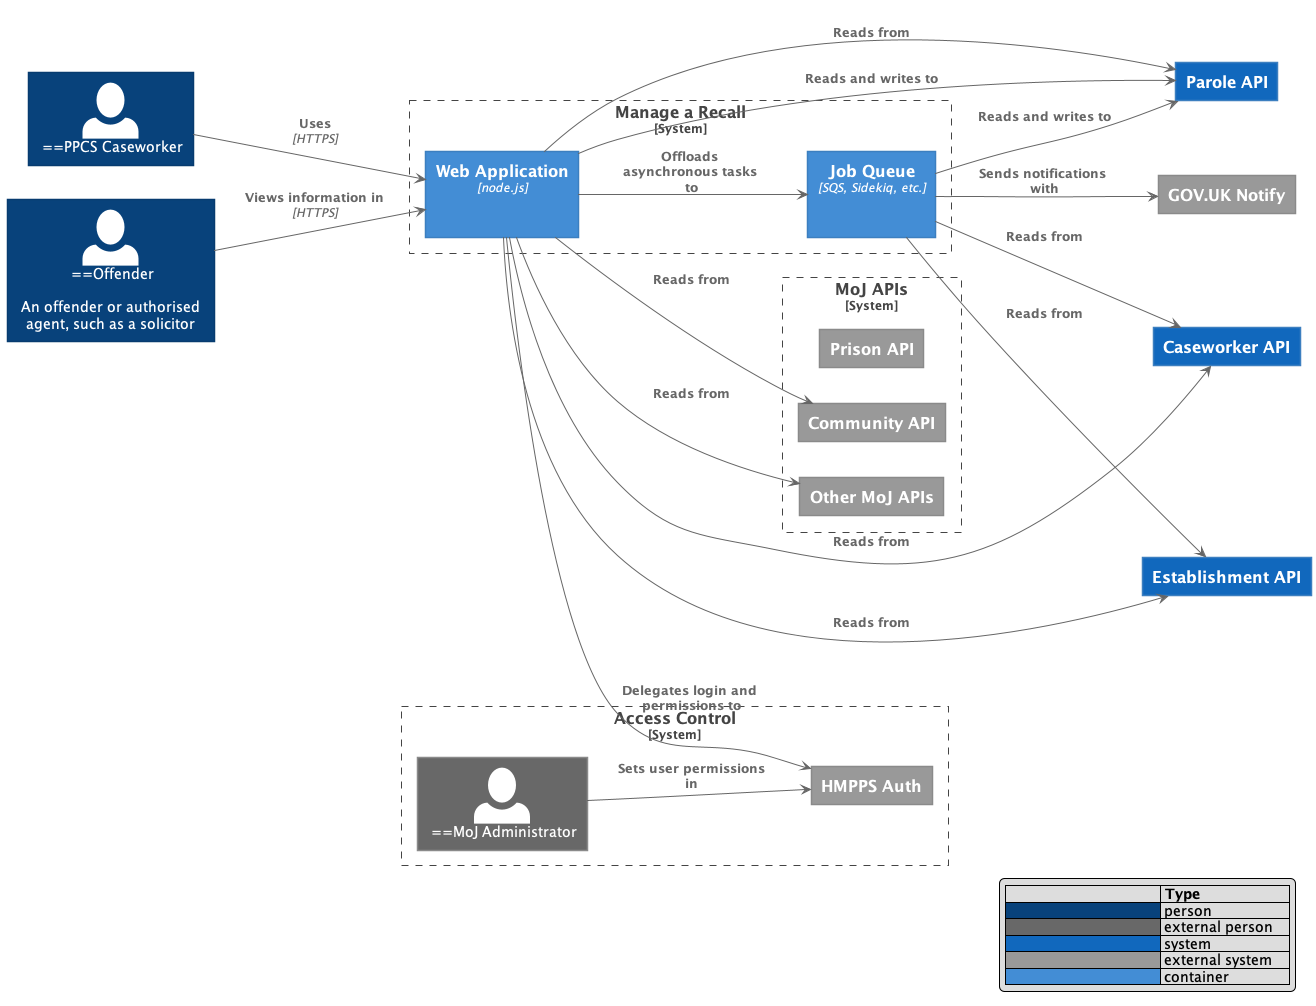 Reads from
Reads and writes to
Parole API
==PPCS Caseworker
Uses
[HTTPS]
Manage a Recall
[System]
Reads and writes to
Web Application
[node.js]
Offloads
asynchronous tasks
to
Job Queue
[SQS, Sidekiq, etc.]
Sends notifications
with
GOV.UK Notify
Views information in
[HTTPS]
==Offender
An offender or authorised
agent, such as a solicitor
Reads from
Reads from
Reads from
MoJ APIs
[System]
Prison API
Caseworker API
Reads from
Community API
Other MoJ APIs
Reads from
Establishment API
Reads from
Delegates login and
permissions to
Access Control
[System]
Sets user permissions
in
HMPPS Auth
==MoJ Administrator
Type
person
external person
system
external system
container